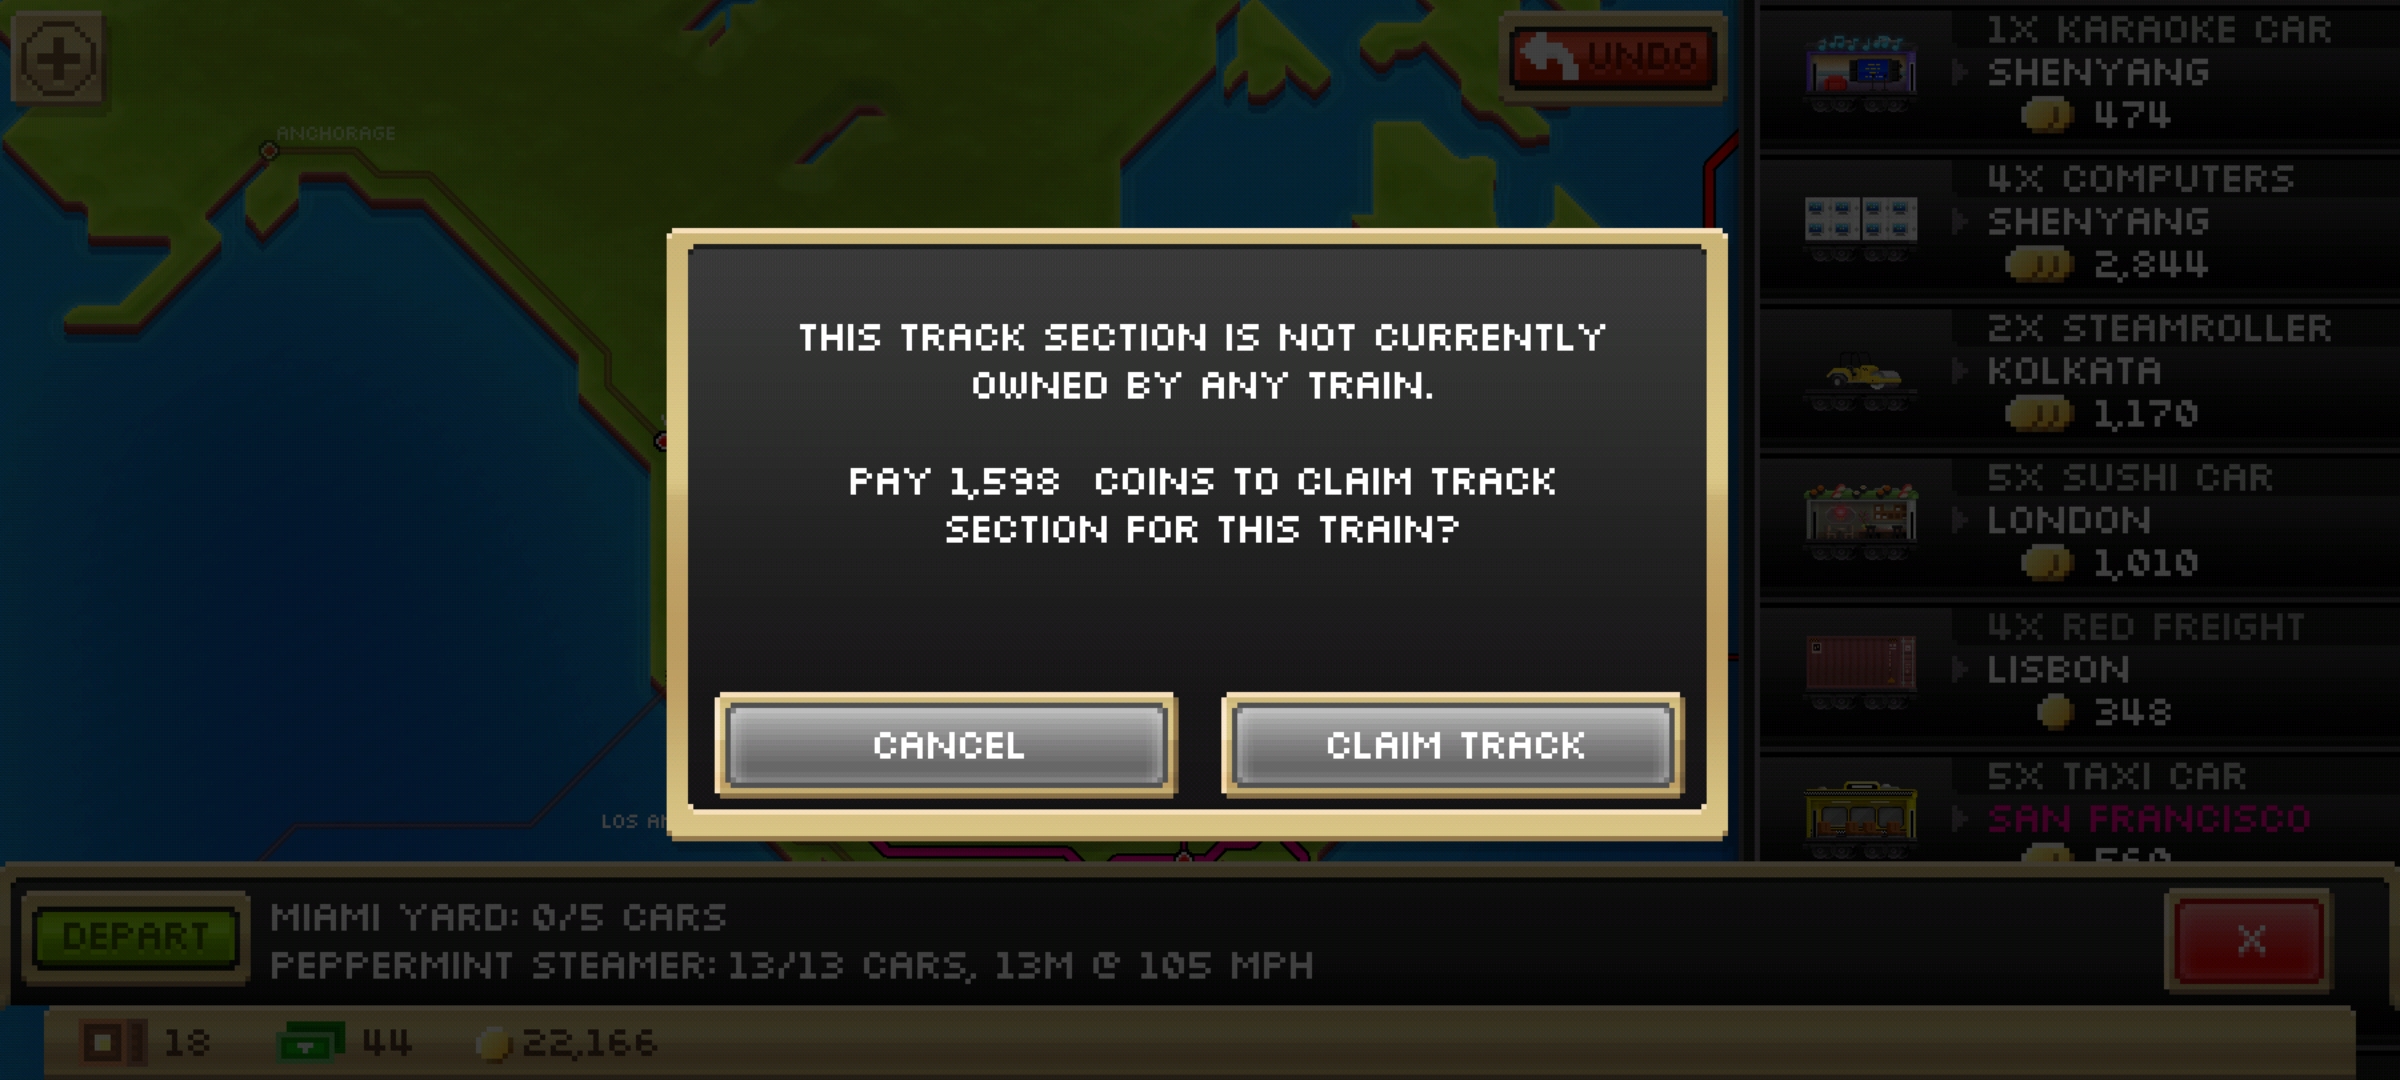 ANCHORAGE
UNDO
1X KARAOKE CAR
SHENYANG
474
4X COMPUTERS
SHENYANG
2,844
2X STEAMROLLER
KOLKATA
1,170
5X SUSHI CAR
LONDON
1,010
4X RED FREIGHT
LISBON
348
5X TAXI CAR
SAN FRANCISCO
560
THIS TRACK SECTION IS NOT CURRENTLY
OWNED BY ANY TRAIN.
PAY 1,598 COINS TO CLAIM TRACK
SECTION FOR THIS TRAIN?
CANCEL
CLAIM TRACK
LOS AN
DEPART
MIAMI YARD: 0/5 CARS
PEPPERMINT STEAMER: 13/13 CARS, 13M @ 105 MPH
X
18
44
22,166